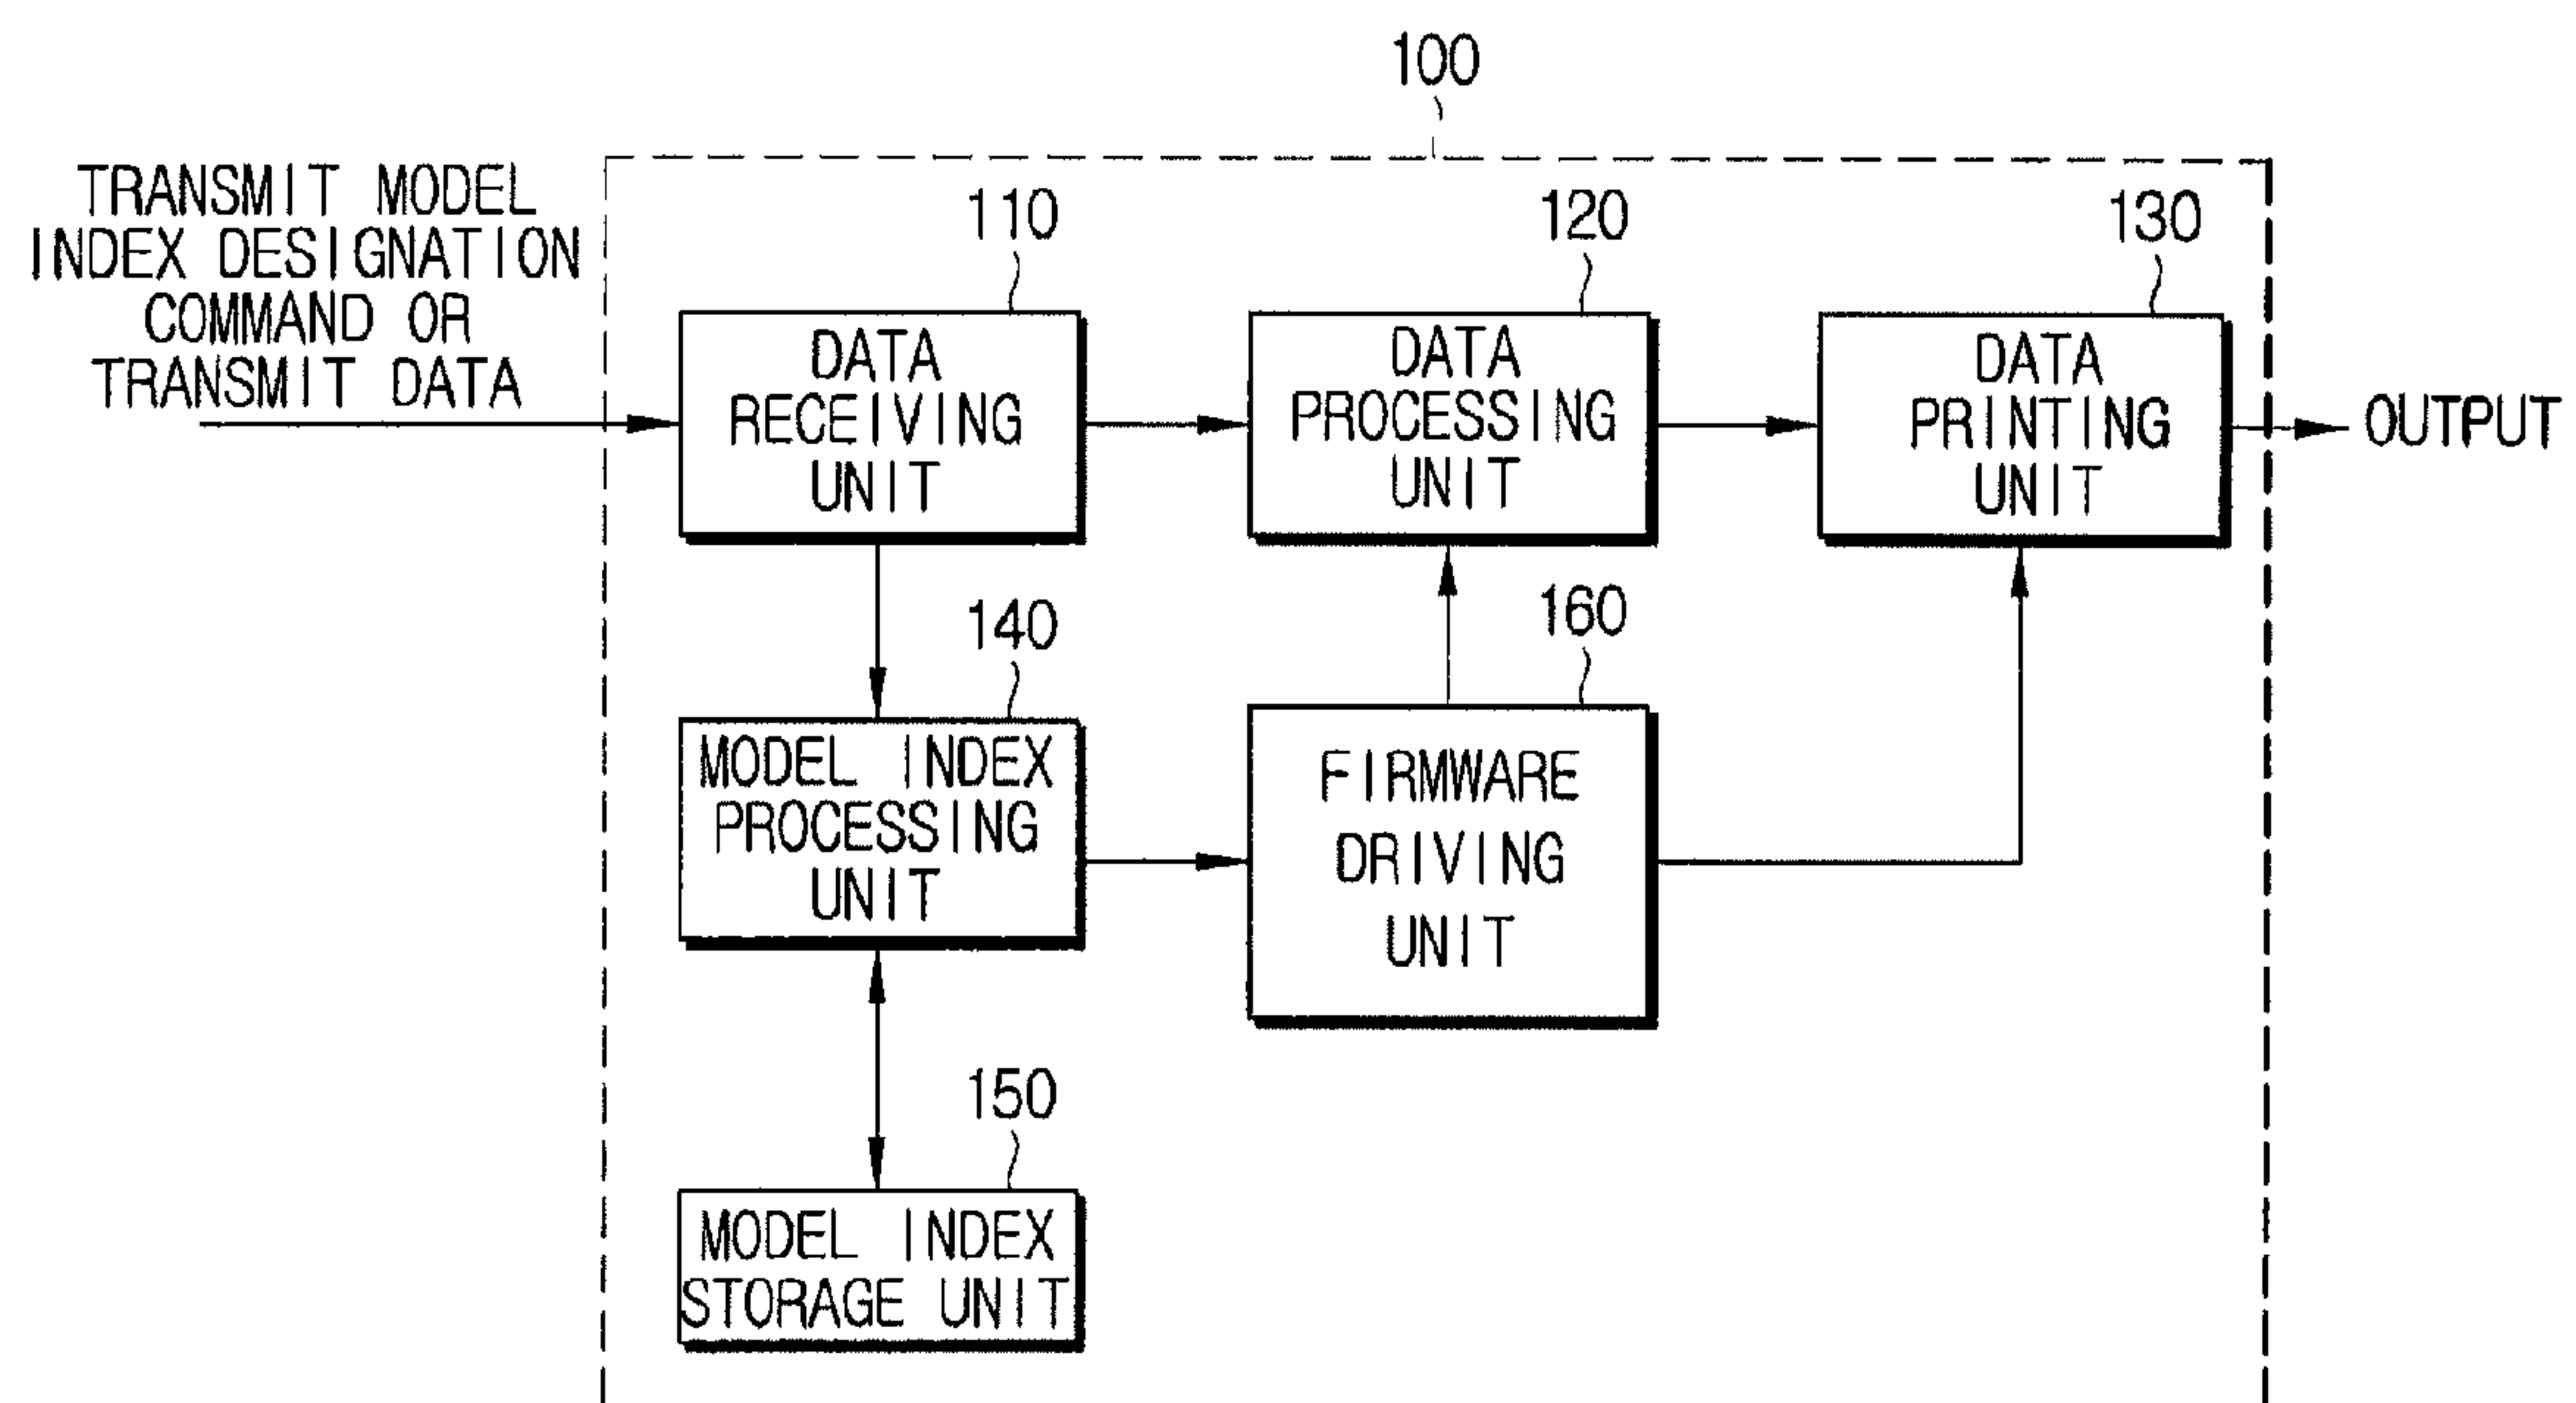 100
TRANSMIT MODEL
INDEX DESIGNATION
COMMAND OR
TRANSMIT DATA
110
DATA
RECEIVING
UNIT
120
DATA
PROCESSING
UNIT
130
DATA
PRINTING
UNIT
OUTPUT
140
MODEL INDEX
PROCESSING
UNIT
160
FIRMWARE
DRIVING
UNIT
150
MODEL INDEX
STORAGE UNIT